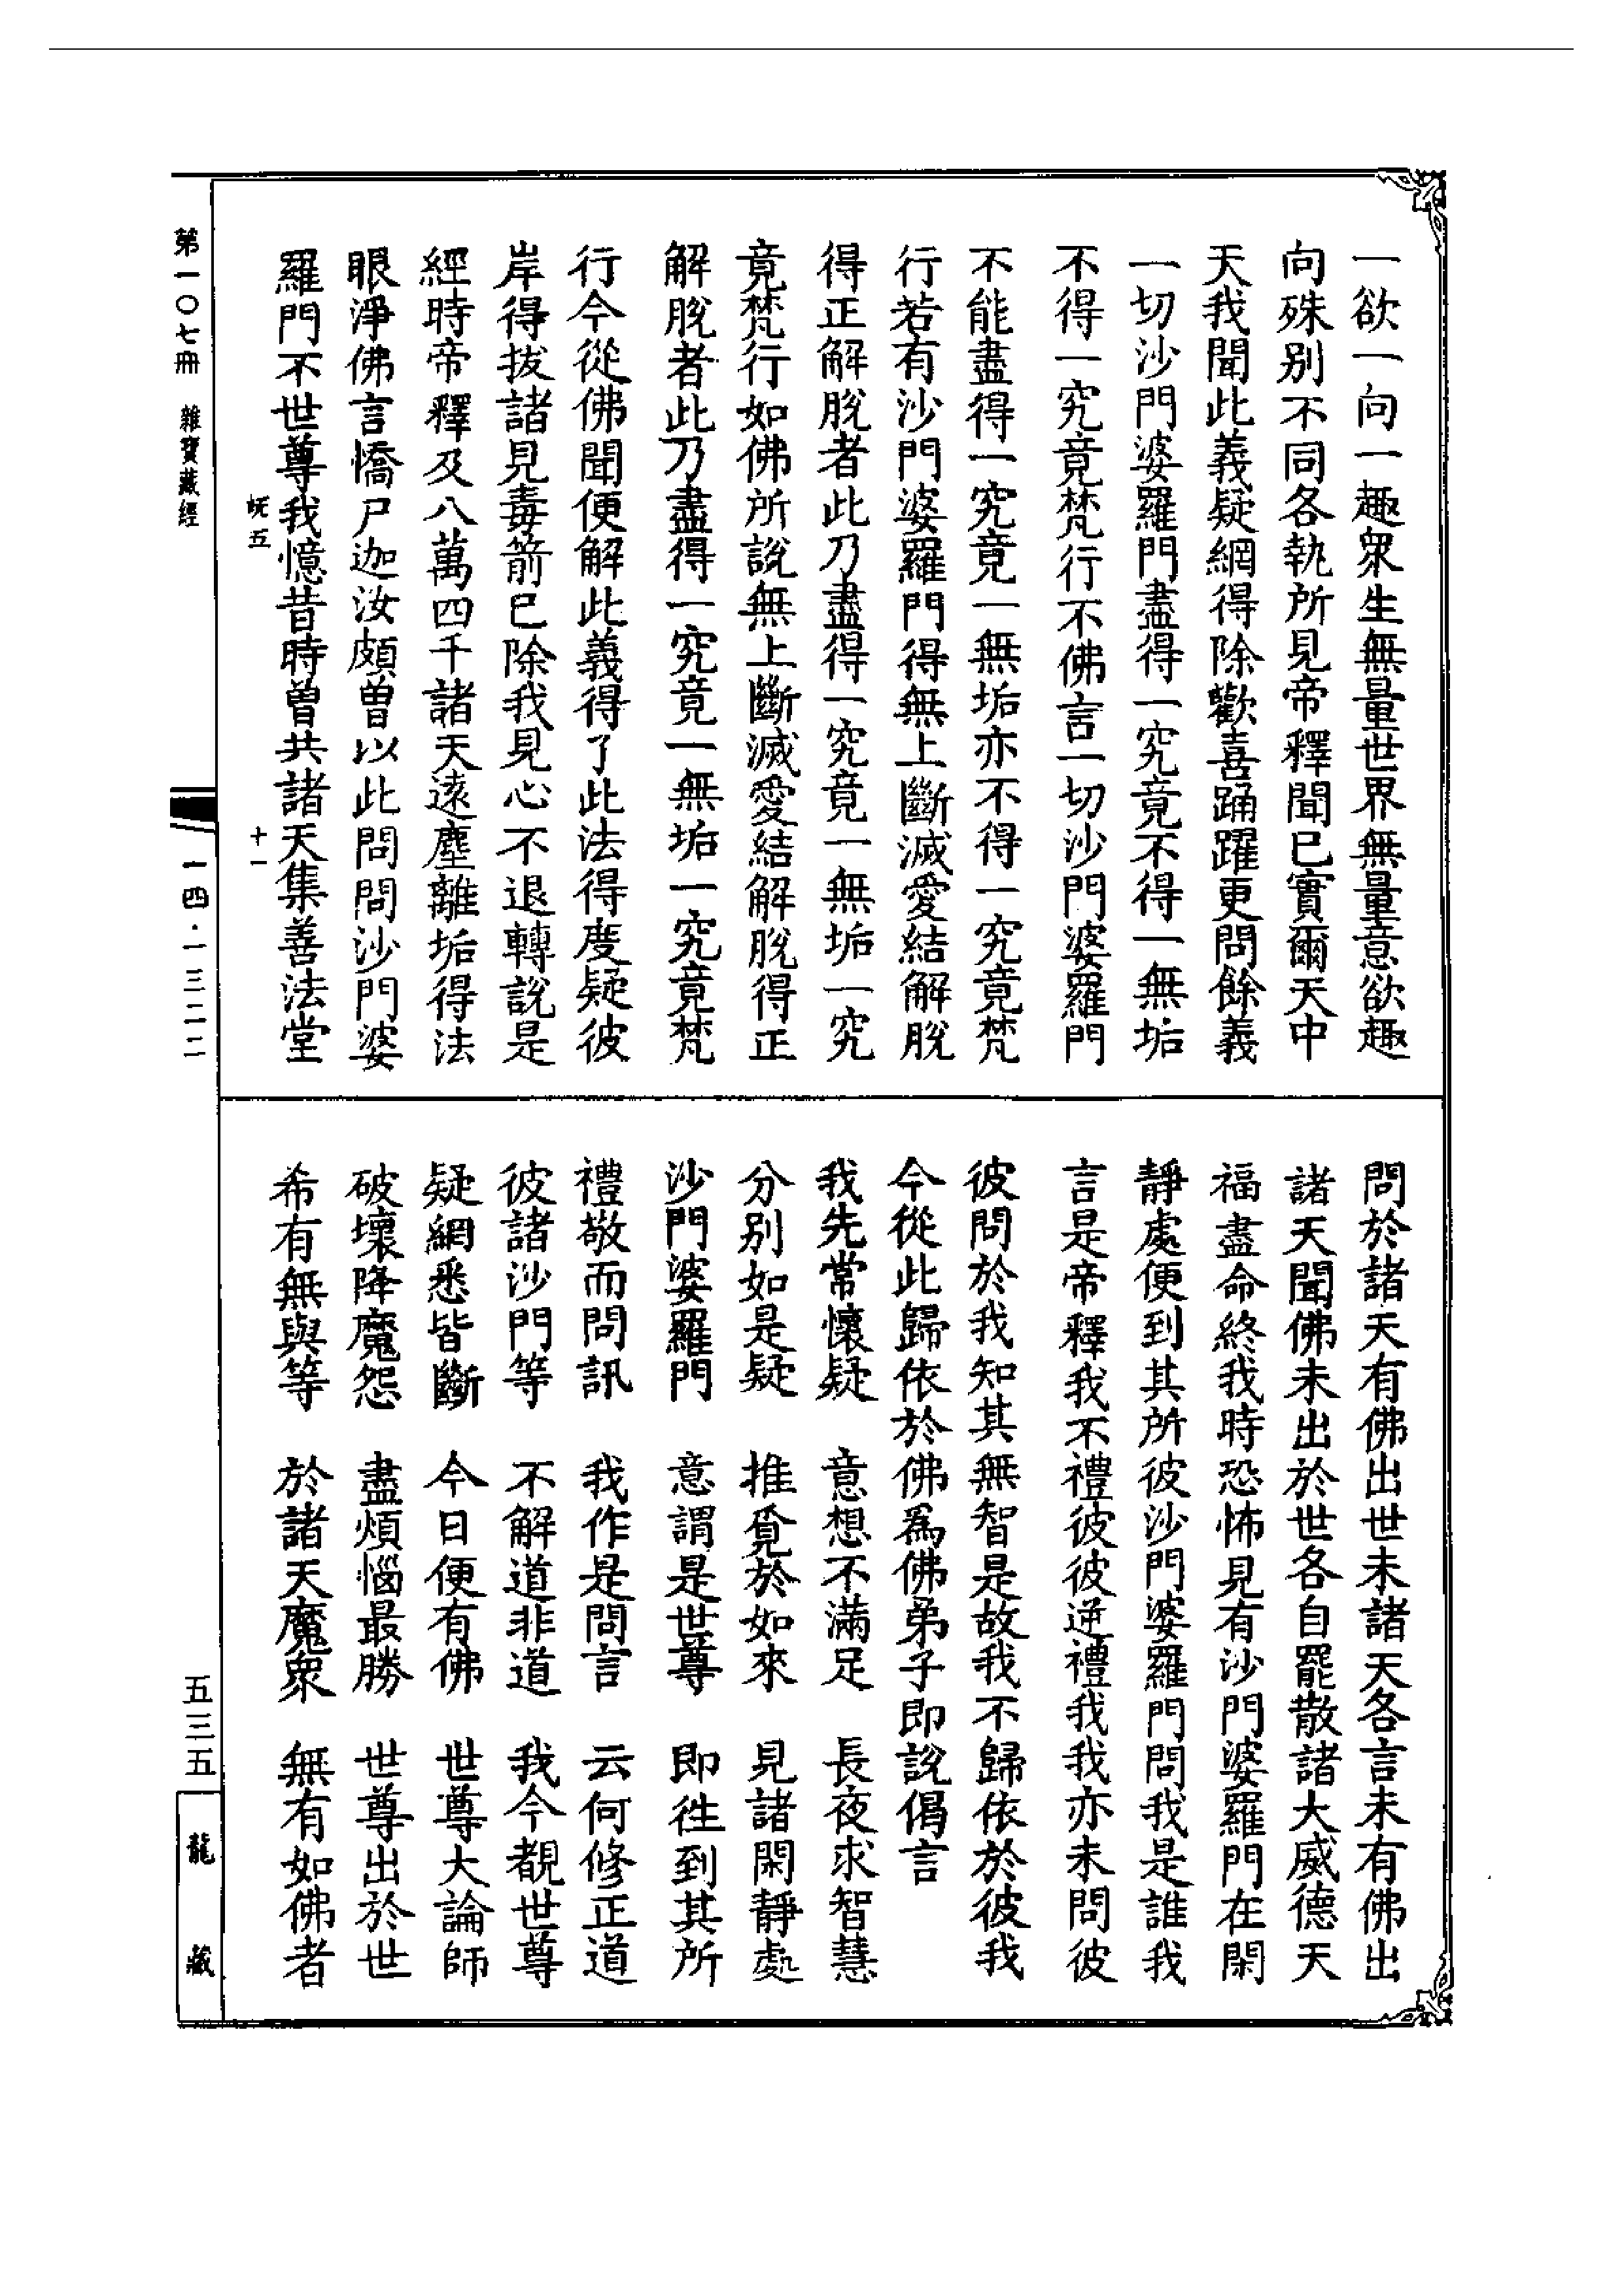 一欲一向一趣眾生無量世界無量意欲趣
向殊別不同各執所見帝釋聞已實爾天中
天我聞此義疑網得除歡喜踊躍更問餘義
一切沙門婆羅門盡得一究竟不得一無垢
不得一究竟梵行不佛言一切沙門婆羅門
不能盡得一究竟一無垢亦不得一究竟梵
行若有沙門婆羅門得無上斷滅愛結解脫
得正解脫者此乃盡得一究竟一無垢一究
竟梵行如佛所說無上斷滅愛結解脫得正
解脫者此乃盡得一究竟一無垢一究竟梵
行今從佛聞便解此義得了此法得度疑彼
岸得拔諸見毒箭已除我見心不退轉說是
經時帝釋及八萬四千諸天遠塵離垢得法
眼淨佛言憍尸迦汝頗曾以此問問沙門婆
羅門不世尊我憶昔時曾共諸天集善法堂
問於諸天有佛出世未諸天各言未有佛出
諸天聞佛未出於世各自罷散諸大威德天
福盡命終我時恐怖見有沙門婆羅門在閑
靜處便到其所彼沙門婆羅門問我是誰我
言是帝釋我不禮彼彼逆禮我我亦未問彼
彼問於我知其無智是故我不歸依於彼我
今從此歸依於佛為佛弟子即說偈言
我先常懷疑　意想不滿足　長夜求智慧
分別如是疑　推覓於如來　見諸閑靜處
沙門婆羅門　意謂是世尊　即往到其所
禮敬而問訊　我作是問言　云何修正道
彼諸沙門等　不解道非道　我今覩世尊
疑網悉皆斷　今日便有佛　世尊大論師
破壞降魔怨　盡煩惱最勝　世尊出於世
希有無與等　於諸天魔眾　無有如佛者
第一〇七冊　雜寶藏經
五　十一
一四·一三二二
五三五
龍藏